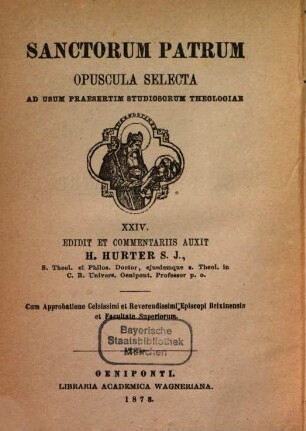 SANCTORUM PATRUM
OPUSCULA SELECTA
AD USUM PRAESERTIM STUDIOSORUM THEOLOGIAE
XXIV.
EDIDIT ET COMMENTARIIS AUXIT
H. HURTER S. J.,
S. Theol. et Philos. Doctor, ejusdemque s. Theol. in
C. R. Univers. Oenipont. Professor p. o.
Cum Approbatione Celsissimi et Reverendissimi Episcopi Brixinensis
et Facultate Superiorum.
Bayerische
Staatsbibliothek
München
OENIPONTI.
LIBRARIA ACADEMICA WAGNERIANA.
1873.